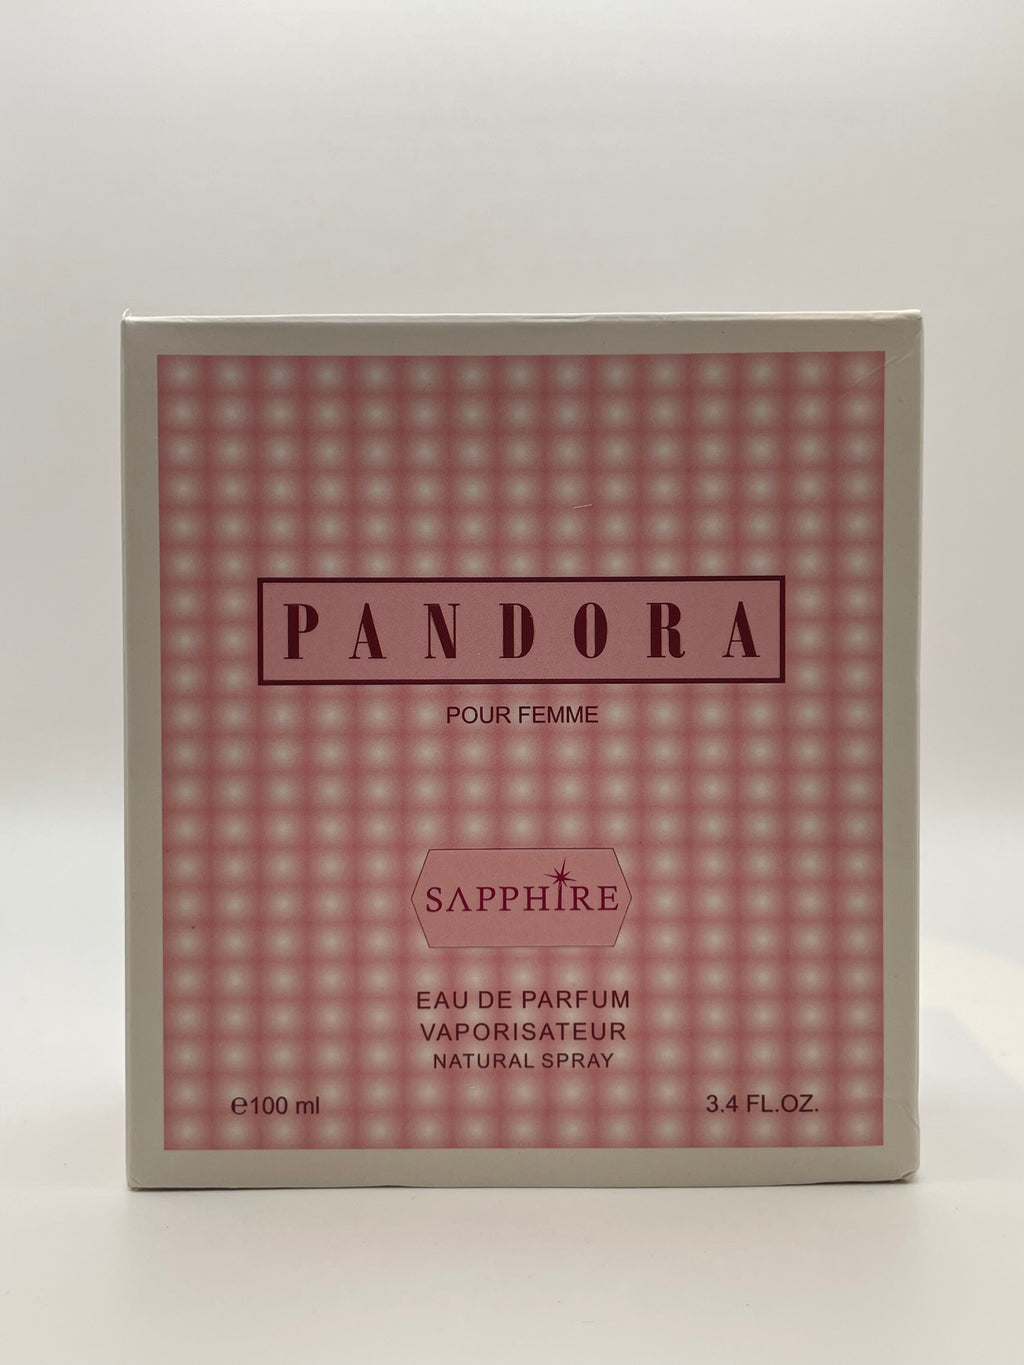 PANDORA
POUR FEMME
SAPPHIRE
EAU DE PARFUM
VAPORISATEUR
NATURAL SPRAY
℮100 ml 3.4 FL.OZ.